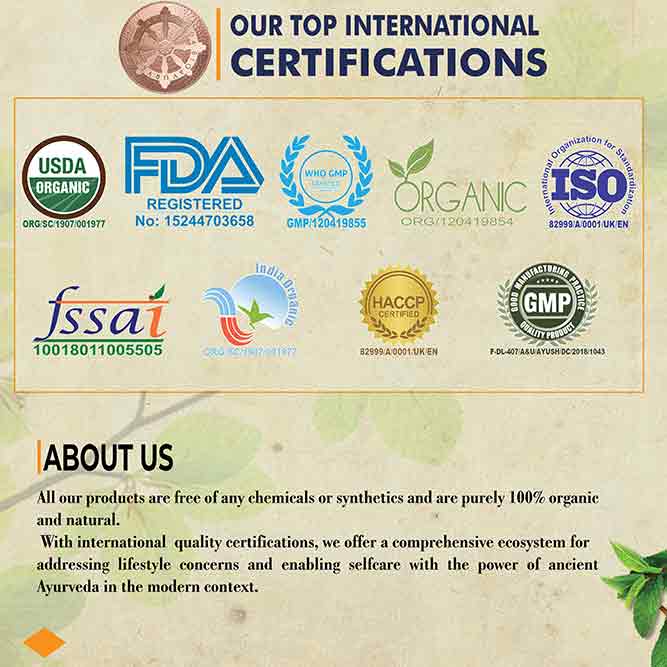 OUR TOP INTERNATIONAL
CERTIFICATIONS
USDA
ORGANIC
ORG/SC/1907/001977
FDA
REGISTERED
No: 15244703658
WHO GMP
GMP/120419855
ORGANIC
ORG/120419854
International Organization for Standardization
ISO
82999/A/0001/UK/EN
fssai
10018011005505
India Organic
ORG/SC/1907/001977
HACCP
CERTIFIED
82999/A/0001/UK/EN
GOOD MANUFACTURING PRACTICE
GMP
QUALITY PRODUCT
F-DL-407/A&U/AYUSH/DC/2018/1043
ABOUT US
All our products are free of any chemicals or synthetics and are purely 100% organic
and natural.
With international quality certifications, we offer a comprehensive ecosystem for
addressing lifestyle concerns and enabling selfcare with the power of ancient
Ayurveda in the modern context.